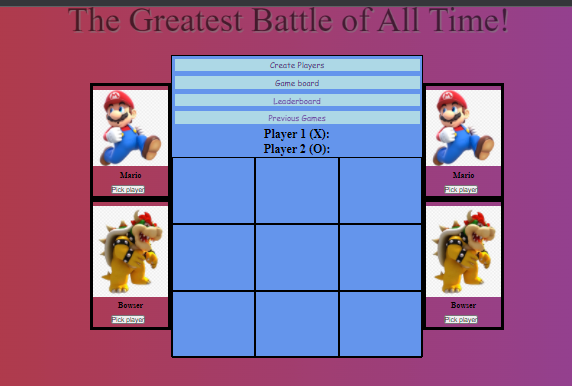 The Greatest Battle of All Time!
Create Players
Game board
Leaderboard
Previous Games
Player 1 (X):
Player 2 (O):
Mario
Pick player
Bowser
Pick player
Mario
Pick player
Bowser
Pick player